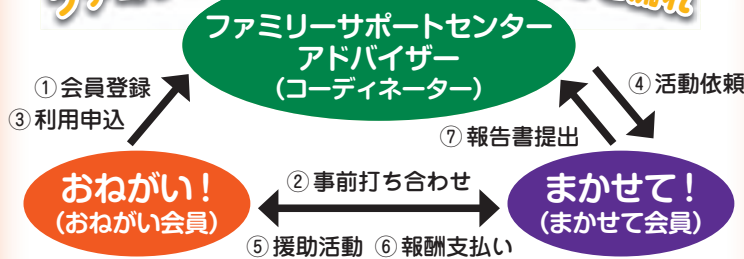 ファミリーサポートセンター
アドバイザー
(コーディネーター)
①会員登録
③利用申込
④活動依頼
⑦報告書提出
おねがい!
(おねがい会員)
②事前打ち合わせ
まかせて!
(まかせて会員)
⑤援助活動 ⑥報酬支払い